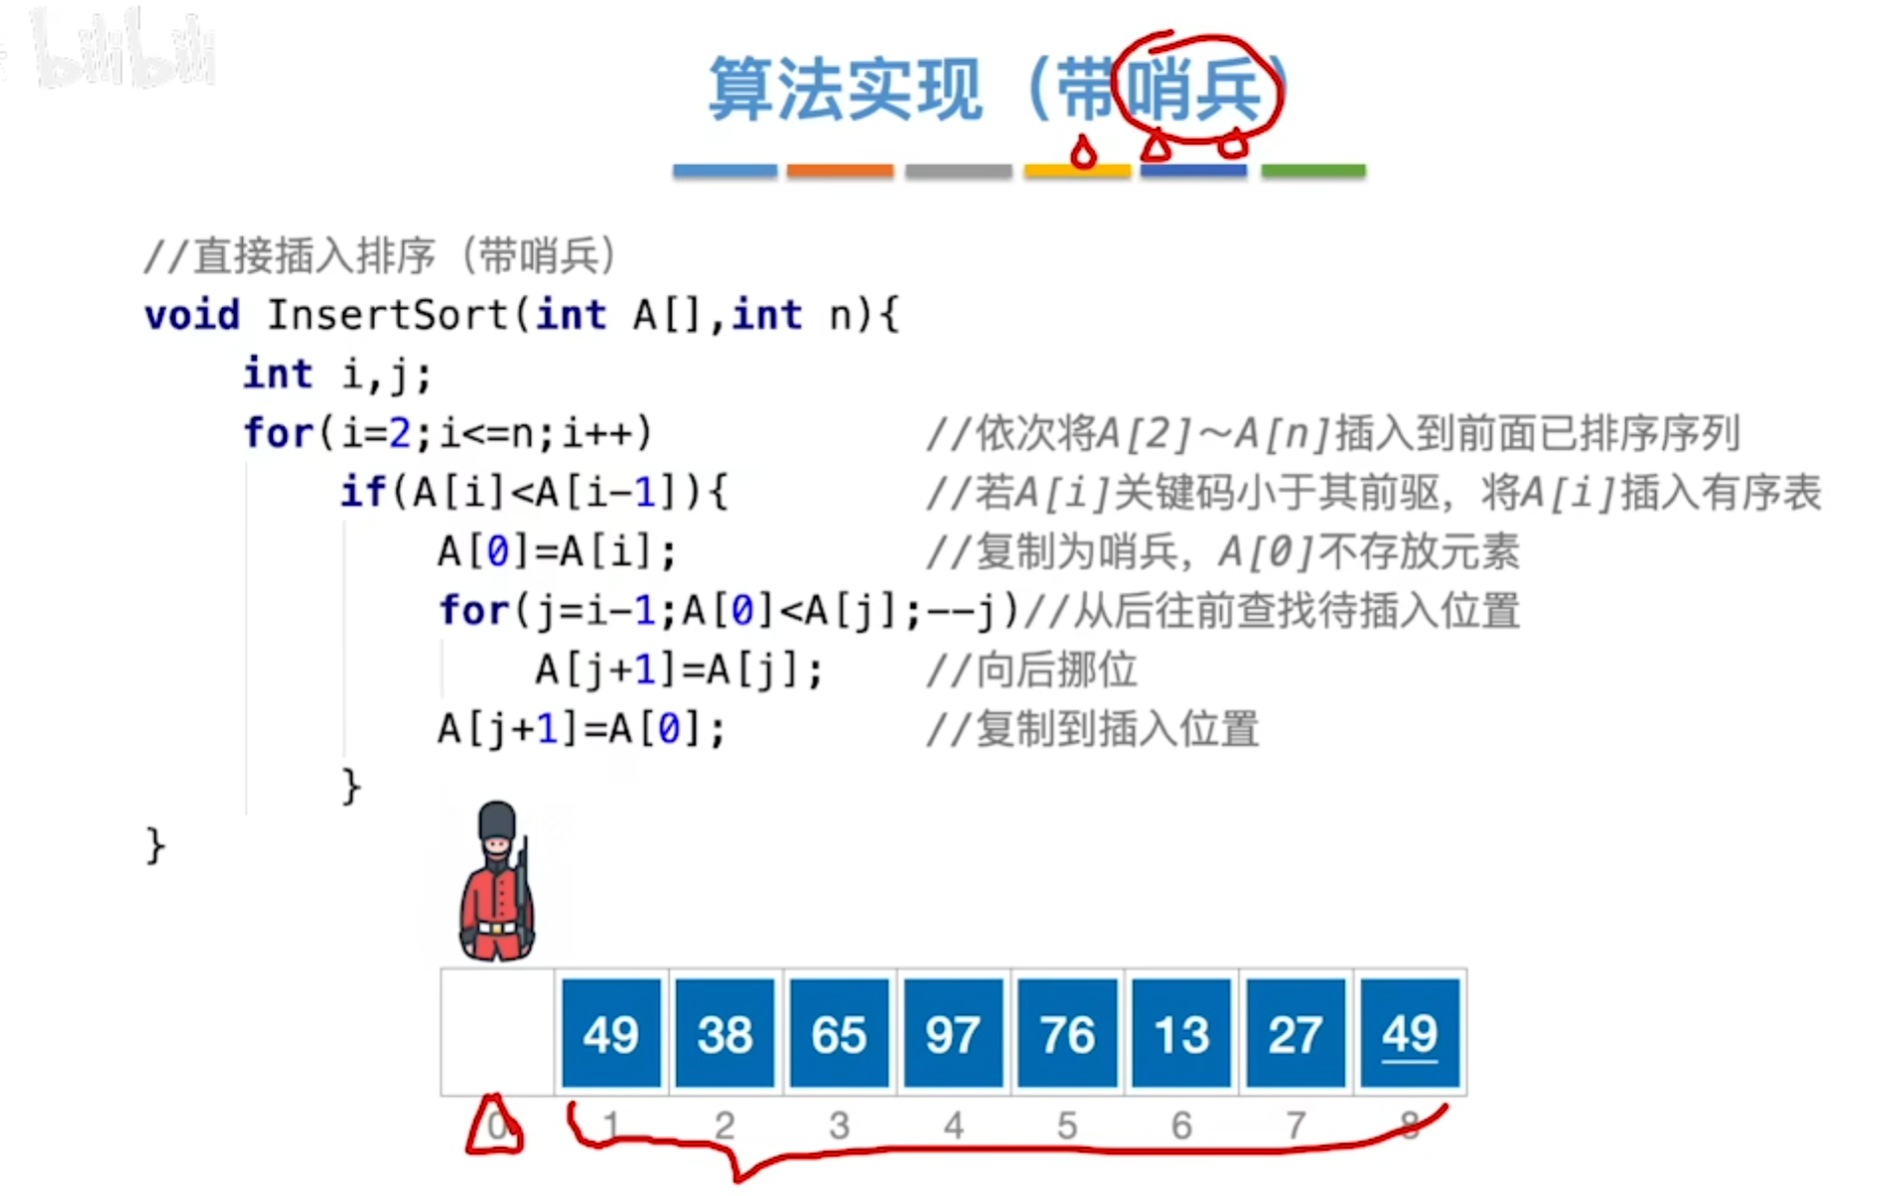 bilibili
算法实现（带哨兵）
//直接插入排序（带哨兵）
void InsertSort(int A[],int n){
int i,j;
for(i=2;i<=n;i++) //依次将A[2]～A[n]插入到前面已排序序列
if(A[i]<A[i-1]){ //若A[i]关键码小于其前驱，将A[i]插入有序表
A[0]=A[i]; //复制为哨兵，A[0]不存放元素
for(j=i-1;A[0]<A[j];--j)//从后往前查找待插入位置
A[j+1]=A[j]; //向后挪位
A[j+1]=A[0]; //复制到插入位置
}
}
49 38 65 97 76 13 27 49
0 1 2 3 4 5 6 7 8